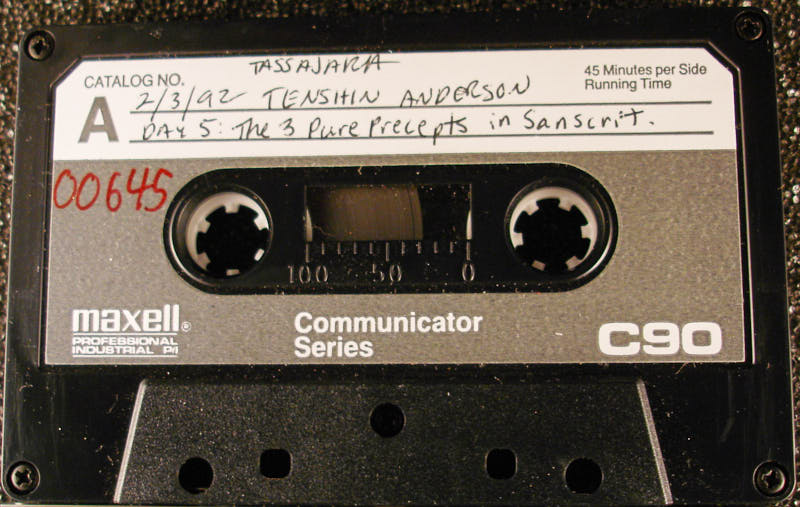 TASSAJARA
CATALOG NO.
45 Minutes per Side
Running Time
A
2/3/92 TENSHIN ANDERSON
DAY 5: The 3 Pure Precepts in Sanscrit.
00645
100 50 0
maxell®
PROFESSIONAL
INDUSTRIAL P/I
Communicator
Series
C90